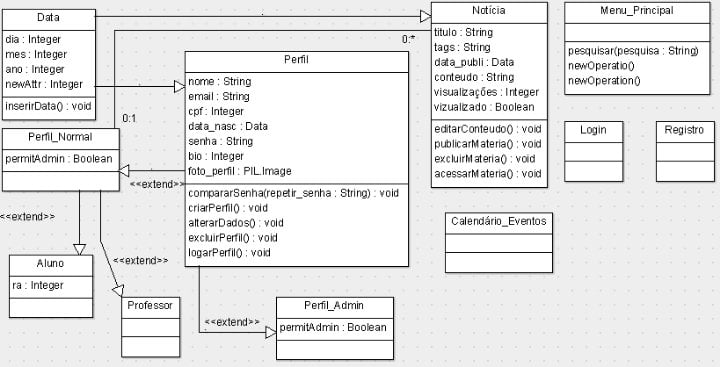 Data
dia : Integer
mes : Integer
ano : Integer
newAttr : Integer
inserirData() : void
Perfil
nome : String
email : String
cpf : Integer
data_nasc : Data
senha : String
bio : Integer
foto_perfil : PIL.Image
compararSenha(repetir_senha : String) : void
criarPerfil() : void
alterarDados() : void
excluirPerfil() : void
logarPerfil() : void
Notícia
titulo : String
tags : String
data_publi : Data
conteudo : String
visualizações : Integer
vizualizado : Boolean
editarConteudo() : void
publicarMateria() : void
excluirMateria() : void
acessarMateria() : void
Menu_Principal
pesquisar(pesquisa : String) : void
newOperatio()
newOperation()
0:*
0:1
Perfil_Normal
permitAdmin : Boolean
<<extend>>
<<extend>>
<<extend>>
<<extend>>
Login
Registro
Calendário_Eventos
Aluno
ra : Integer
Professor
Perfil_Admin
permitAdmin : Boolean